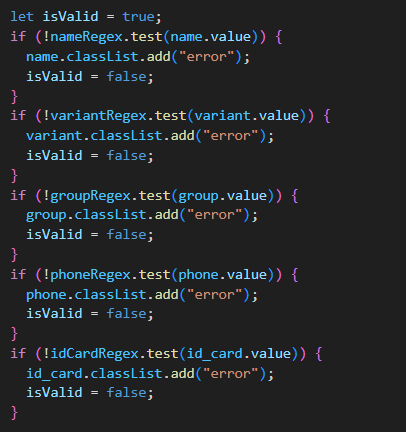 let isValid = true;
if (!nameRegex.test(name.value)) {
  name.classList.add("error");
  isValid = false;
}
if (!variantRegex.test(variant.value)) {
  variant.classList.add("error");
  isValid = false;
}
if (!groupRegex.test(group.value)) {
  group.classList.add("error");
  isValid = false;
}
if (!phoneRegex.test(phone.value)) {
  phone.classList.add("error");
  isValid = false;
}
if (!idCardRegex.test(id_card.value)) {
  id_card.classList.add("error");
  isValid = false;
}